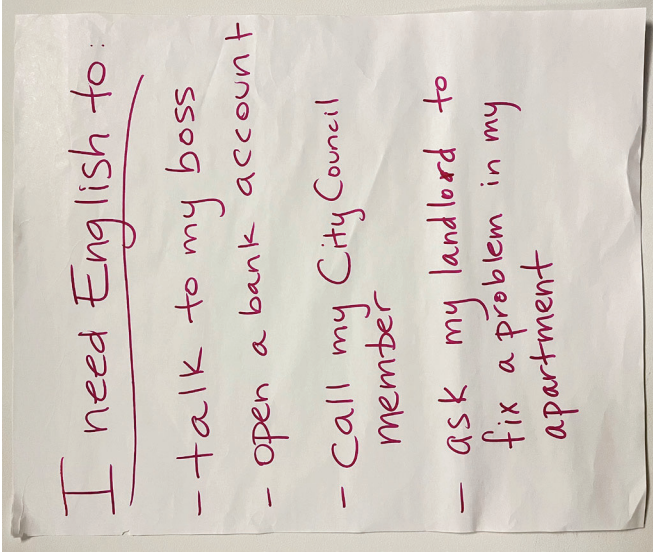 I need English to:
- talk to my boss
- open a bank account
- Call my City Council
member
- ask my landlord to
fix a problem in my
apartment